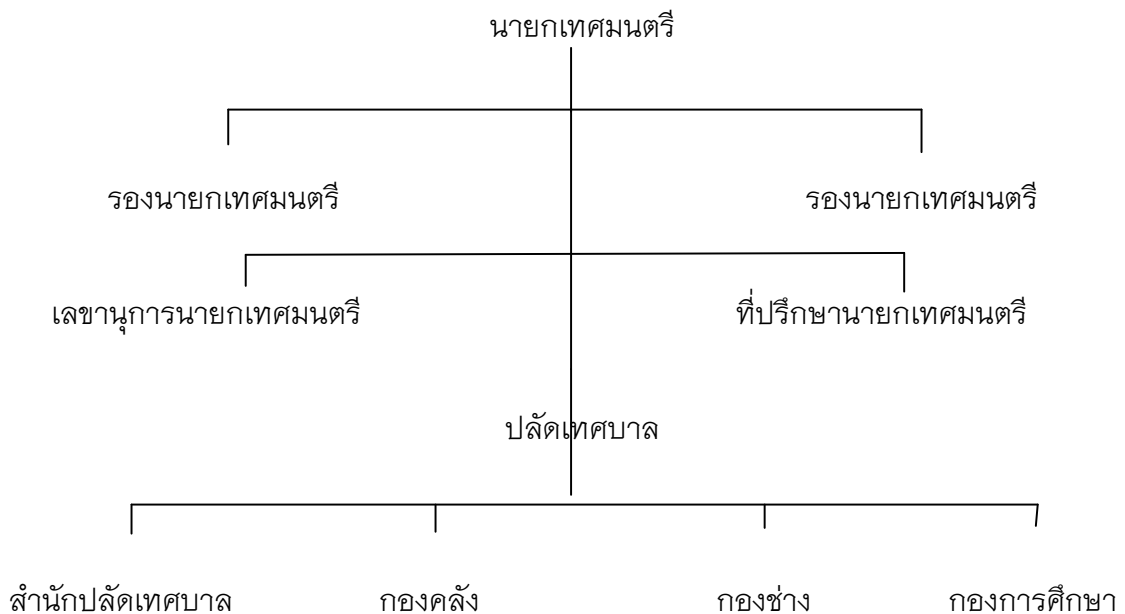 นายกเทศมนตรี
รองนายกเทศมนตรี รองนายกเทศมนตรี
เลขานุการนายกเทศมนตรี ที่ปรึกษานายกเทศมนตรี
ปลัดเทศบาล
สำนักปลัดเทศบาล กองคลัง กองช่าง กองการศึกษา